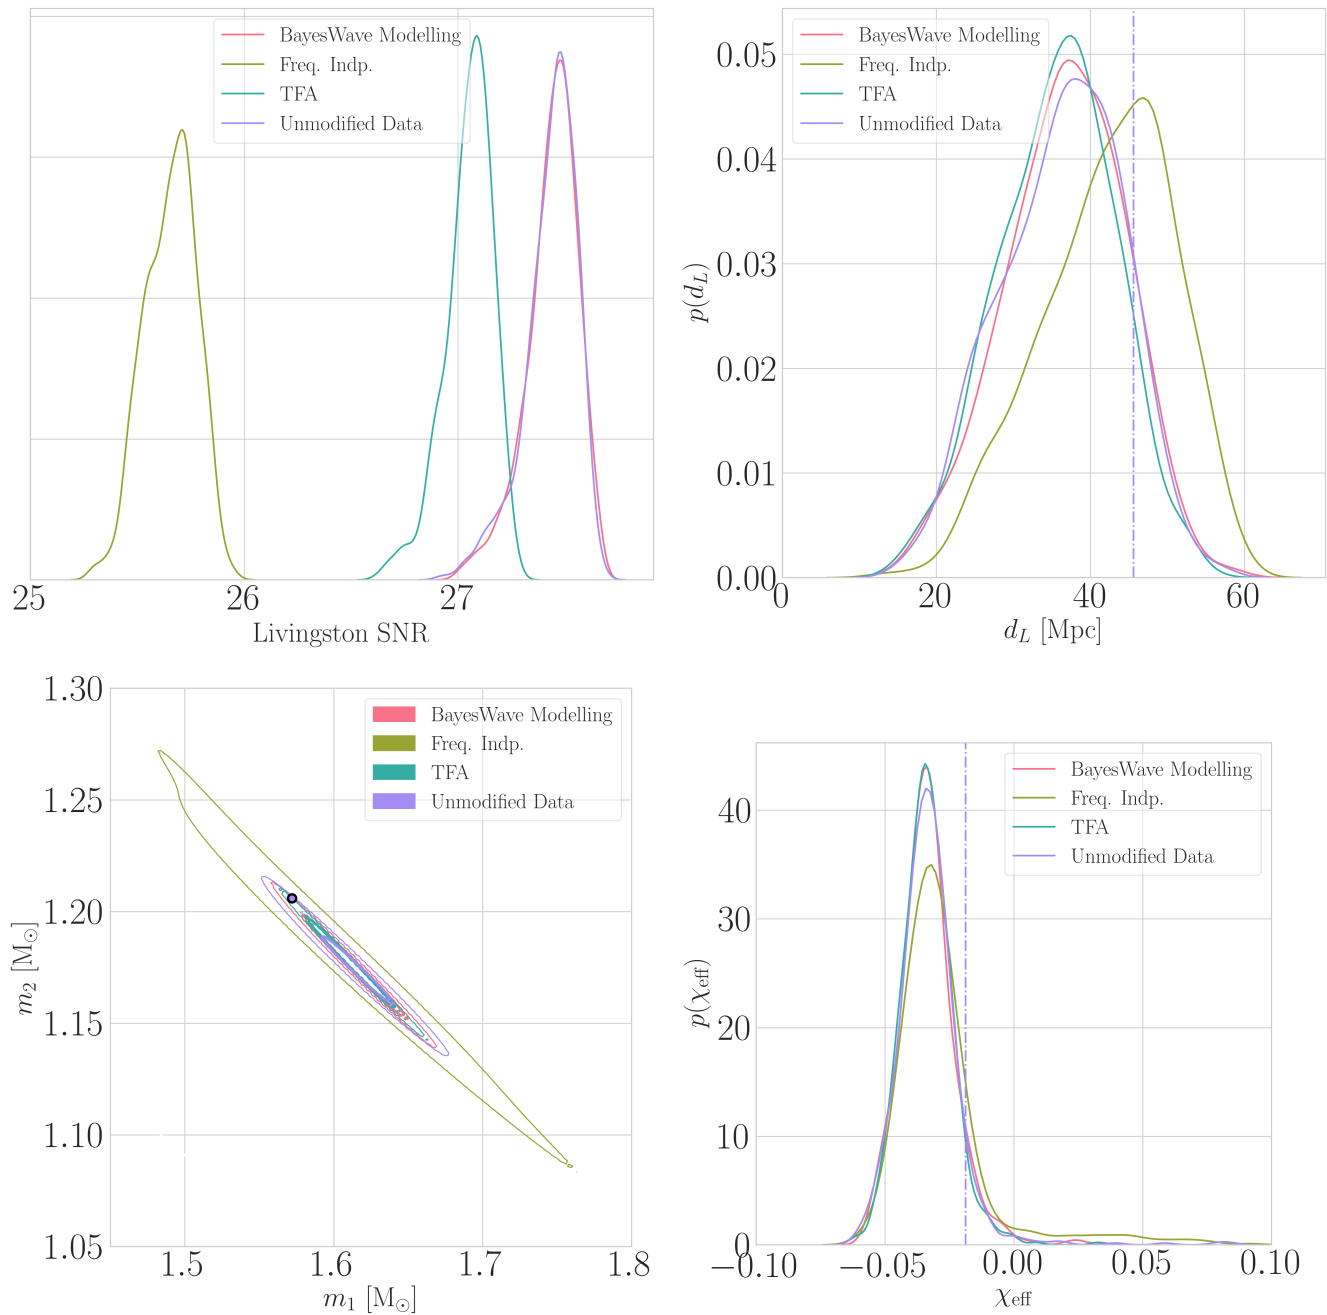 BayesWave Modelling
Freq. Indp.
TFA
Unmodified Data
25 26 27
Livingston SNR
BayesWave Modelling
Freq. Indp.
TFA
Unmodified Data
0.05
0.04
0.03
0.02
0.01
0.00
p(d_L)
0 20 40 60
d_L [Mpc]
1.30
1.25
1.20
1.15
1.10
1.05
m_2 [M_⊙]
BayesWave Modelling
Freq. Indp.
TFA
Unmodified Data
1.5 1.6 1.7 1.8
m_1 [M_⊙]
BayesWave Modelling
Freq. Indp.
TFA
Unmodified Data
40
30
20
10
0
p(χ_eff)
−0.10 −0.05 0.00 0.05 0.10
χ_eff